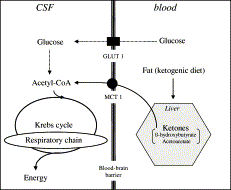 CSF
blood
Glucose
Glucose
GLUT 1
Fat (ketogenic diet)
Acetyl-CoA
MCT 1
Liver
Krebs cycle
Ketones
Respiratory chain
ß-hydroxybutyrate
Acetoacetate
Energy
Blood-brain
barrier